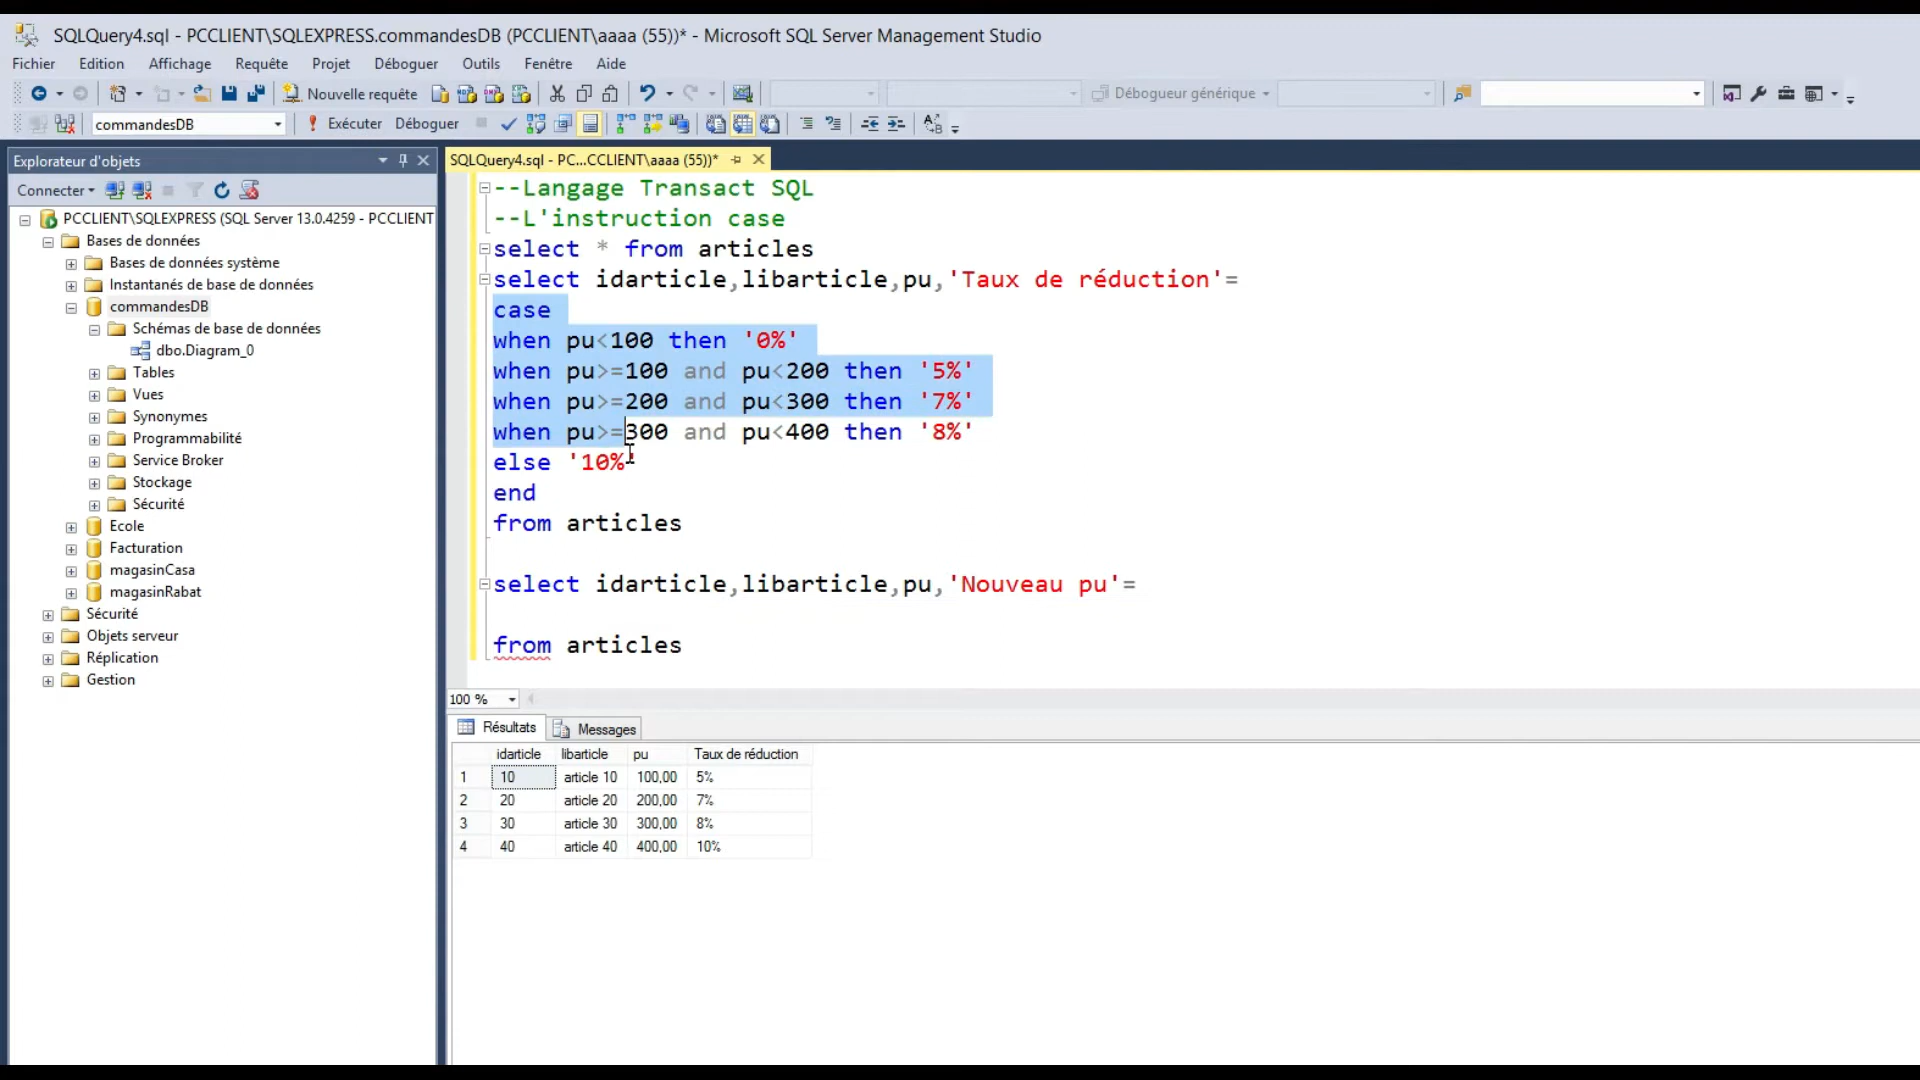 SQLQuery4.sql - PCCLIENT\SQLEXPRESS.commandesDB (PCCLIENT\aaaa (55))* - Microsoft SQL Server Management Studio
Fichier Edition Affichage Requête Projet Déboguer Outils Fenêtre Aide
Nouvelle requête Débogueur générique
commandesDB Exécuter Déboguer
Explorateur d'objets
Connecter
PCCLIENT\SQLEXPRESS (SQL Server 13.0.4259 - PCCLIENT
Bases de données
Bases de données système
Instantanés de base de données
commandesDB
Schémas de base de données
dbo.Diagram_0
Tables
Vues
Synonymes
Programmabilité
Service Broker
Stockage
Sécurité
Ecole
Facturation
magasinCasa
magasinRabat
Sécurité
Objets serveur
Réplication
Gestion
SQLQuery4.sql - PC...CCLIENT\aaaa (55))*
--Langage Transact SQL
--L'instruction case
select * from articles
select idarticle,libarticle,pu,'Taux de réduction'=
case
when pu<100 then '0%'
when pu>=100 and pu<200 then '5%'
when pu>=200 and pu<300 then '7%'
when pu>=300 and pu<400 then '8%'
else '10%'
end
from articles
select idarticle,libarticle,pu,'Nouveau pu'=
from articles
100 %
Résultats Messages
idarticle libarticle pu Taux de réduction
1 10 article 10 100,00 5%
2 20 article 20 200,00 7%
3 30 article 30 300,00 8%
4 40 article 40 400,00 10%